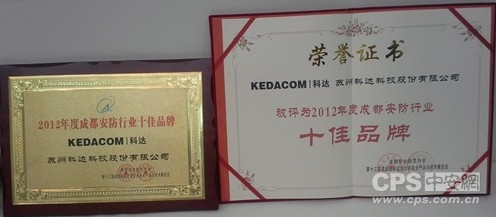 2012年度成都安防行业十佳品牌
KEDACOM|科达
苏州科达科技股份有限公司
荣誉证书
KEDACOM|科达 苏州科达科技股份有限公司
被评为2012年度成都安防行业
十佳品牌
CPS中安网
www.cps.com.cn